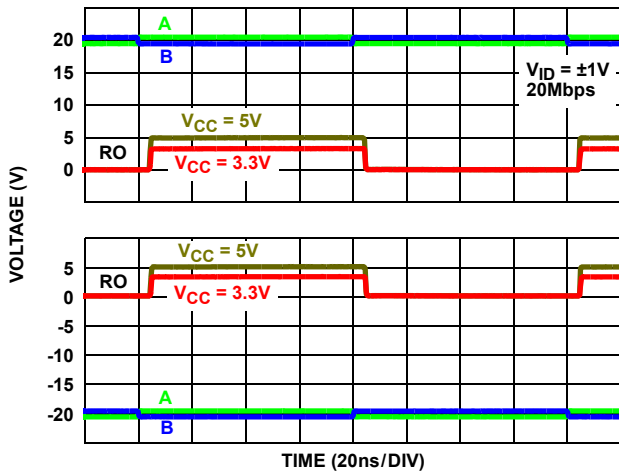 20
15
10
5
0
A
B
V_ID = ±1V
20Mbps
V_CC = 5V
RO
V_CC = 3.3V
VOLTAGE (V)
5
0
-5
-10
-15
-20
V_CC = 5V
RO
V_CC = 3.3V
A
B
TIME (20ns/DIV)